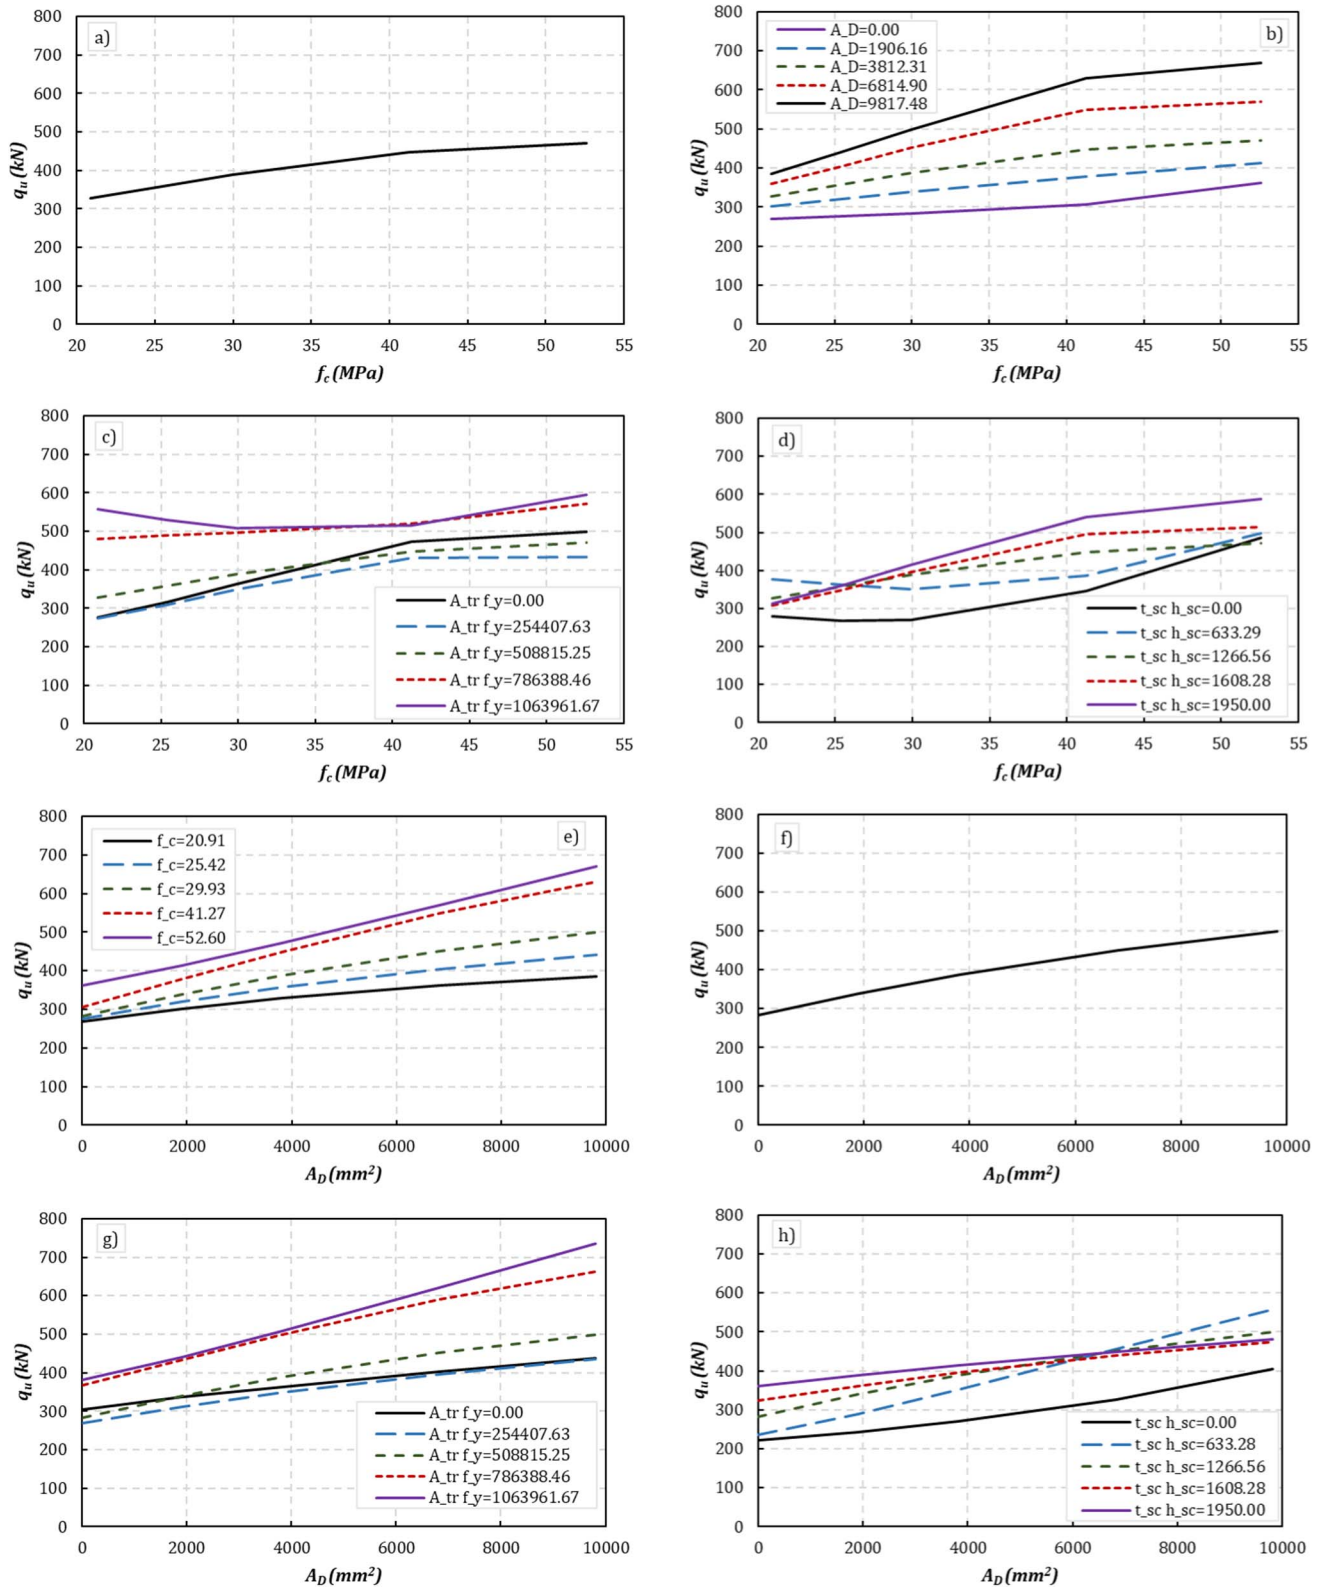 a)
800
700
600
500
400
300
200
100
0
q_u (kN)
20 25 30 35 40 45 50 55
f_c (MPa)
b)
A_D=0.00
A_D=1906.16
A_D=3812.31
A_D=6814.90
A_D=9817.48
800
700
600
500
400
300
200
100
0
q_u (kN)
20 25 30 35 40 45 50 55
f_c (MPa)
c)
800
700
600
500
400
300
200
100
0
q_u (kN)
A_tr f_y=0.00
A_tr f_y=254407.63
A_tr f_y=508815.25
A_tr f_y=786388.46
A_tr f_y=1063961.67
20 25 30 35 40 45 50 55
f_c (MPa)
d)
800
700
600
500
400
300
200
100
0
q_u (kN)
t_sc h_sc=0.00
t_sc h_sc=633.29
t_sc h_sc=1266.56
t_sc h_sc=1608.28
t_sc h_sc=1950.00
20 25 30 35 40 45 50 55
f_c (MPa)
e)
f_c=20.91
f_c=25.42
f_c=29.93
f_c=41.27
f_c=52.60
800
700
600
500
400
300
200
100
0
q_u (kN)
0 2000 4000 6000 8000 10000
A_D (mm²)
f)
800
700
600
500
400
300
200
100
0
q_u (kN)
0 2000 4000 6000 8000 10000
A_D (mm²)
g)
800
700
600
500
400
300
200
100
0
q_u (kN)
A_tr f_y=0.00
A_tr f_y=254407.63
A_tr f_y=508815.25
A_tr f_y=786388.46
A_tr f_y=1063961.67
0 2000 4000 6000 8000 10000
A_D (mm²)
h)
800
700
600
500
400
300
200
100
0
q_u (kN)
t_sc h_sc=0.00
t_sc h_sc=633.28
t_sc h_sc=1266.56
t_sc h_sc=1608.28
t_sc h_sc=1950.00
0 2000 4000 6000 8000 10000
A_D (mm²)